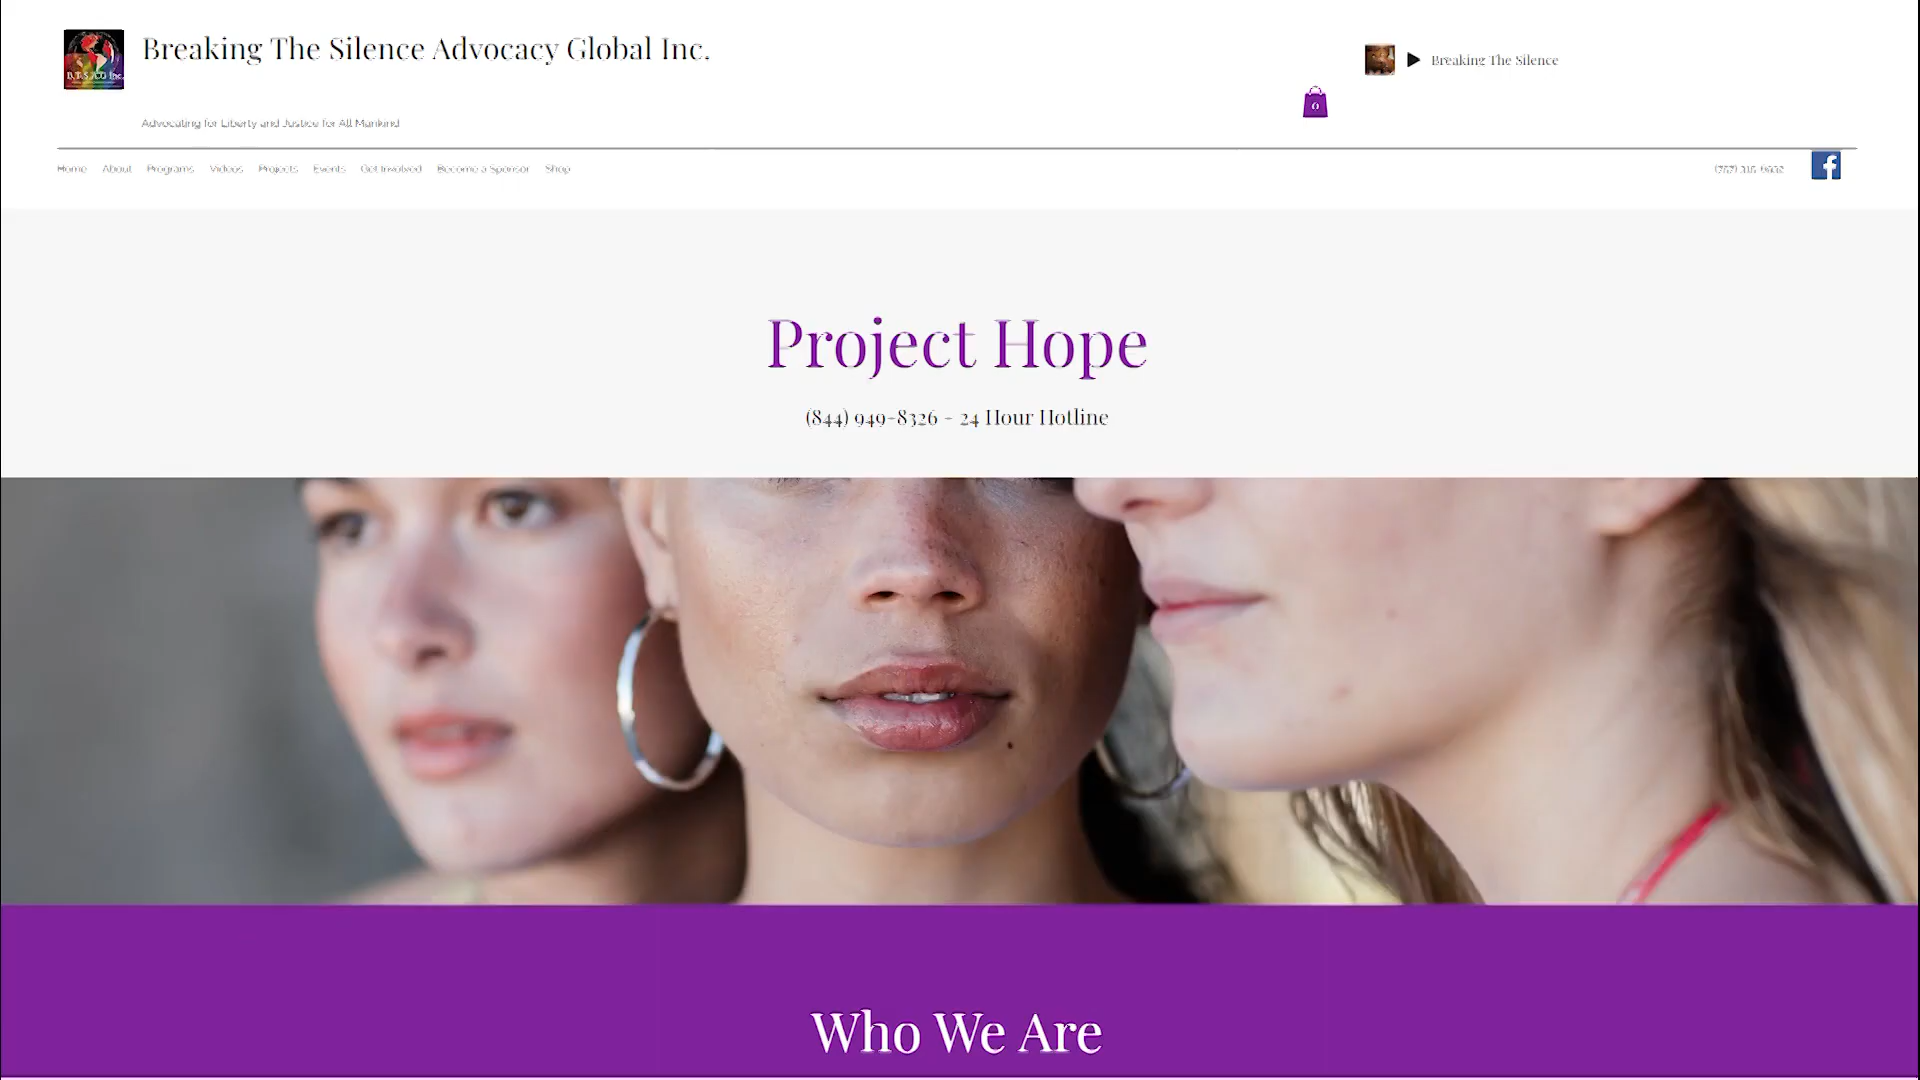 Breaking The Silence Advocacy Global Inc.
B.T.S.A.G Inc.
Breaking The Silence
0
Advocating for Liberty and Justice for All Mankind
Home About Programs Videos Projects Events Get Involved Become a Sponsor Shop
Project Hope
(844) 949-8326 - 24 Hour Hotline
Who We Are